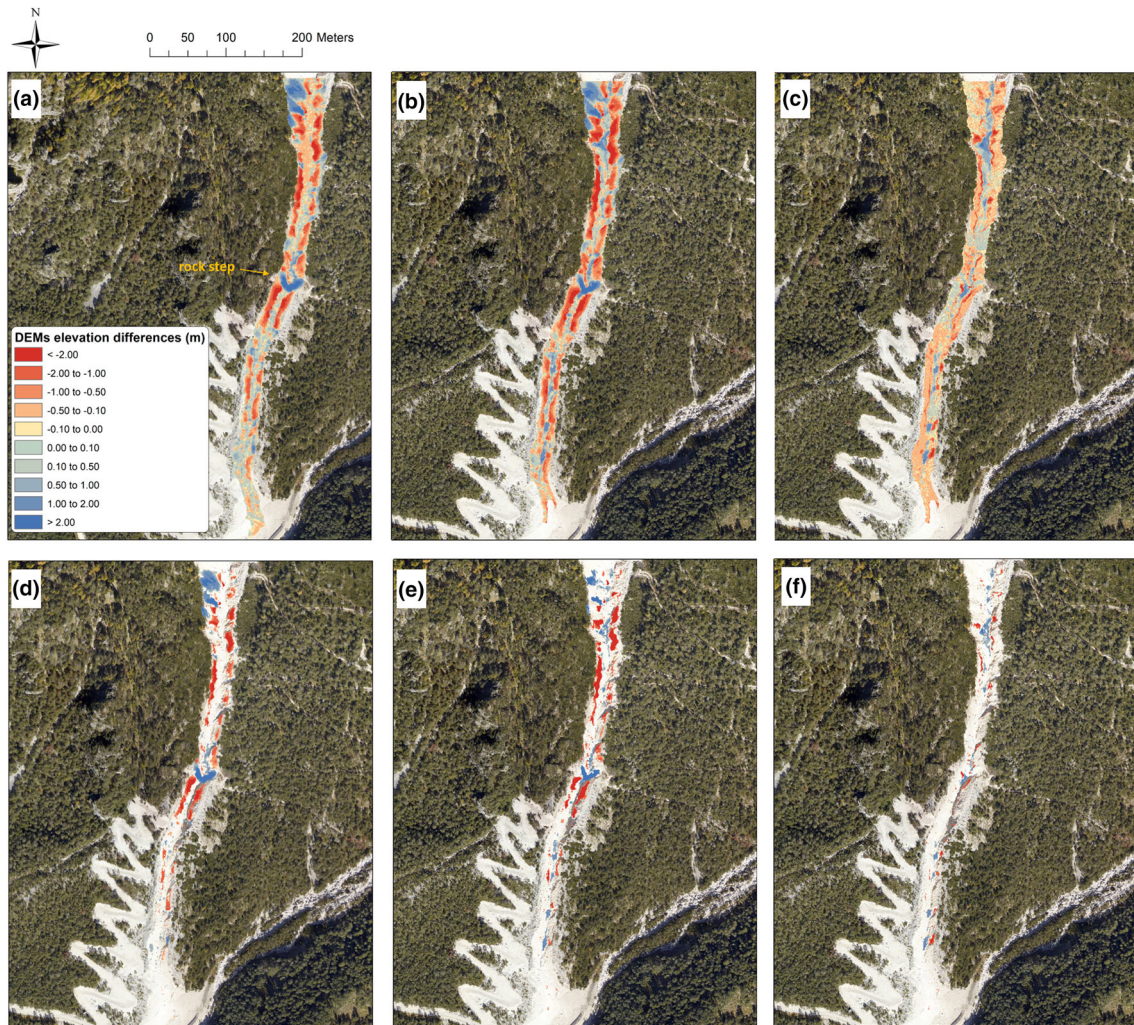 N
0 50 100 200 Meters
(a)
(b)
(c)
rock step
DEMs elevation differences (m)
< -2.00
-2.00 to -1.00
-1.00 to -0.50
-0.50 to -0.10
-0.10 to 0.00
0.00 to 0.10
0.10 to 0.50
0.50 to 1.00
1.00 to 2.00
> 2.00
(d)
(e)
(f)